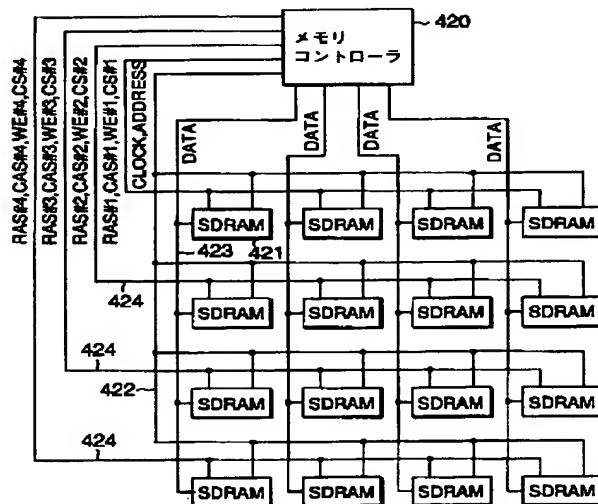 メモリ
コントローラ
420
RAS#4,CAS#4,WE#4,CS#4
RAS#3,CAS#3,WE#3,CS#3
RAS#2,CAS#2,WE#2,CS#2
RAS#1,CAS#1,WE#1,CS#1
CLOCK,ADDRESS
DATA
DATA
DATA
DATA
SDRAM
SDRAM
SDRAM
SDRAM
423
421
424
SDRAM
SDRAM
SDRAM
SDRAM
424
422
SDRAM
SDRAM
SDRAM
SDRAM
424
SDRAM
SDRAM
SDRAM
SDRAM